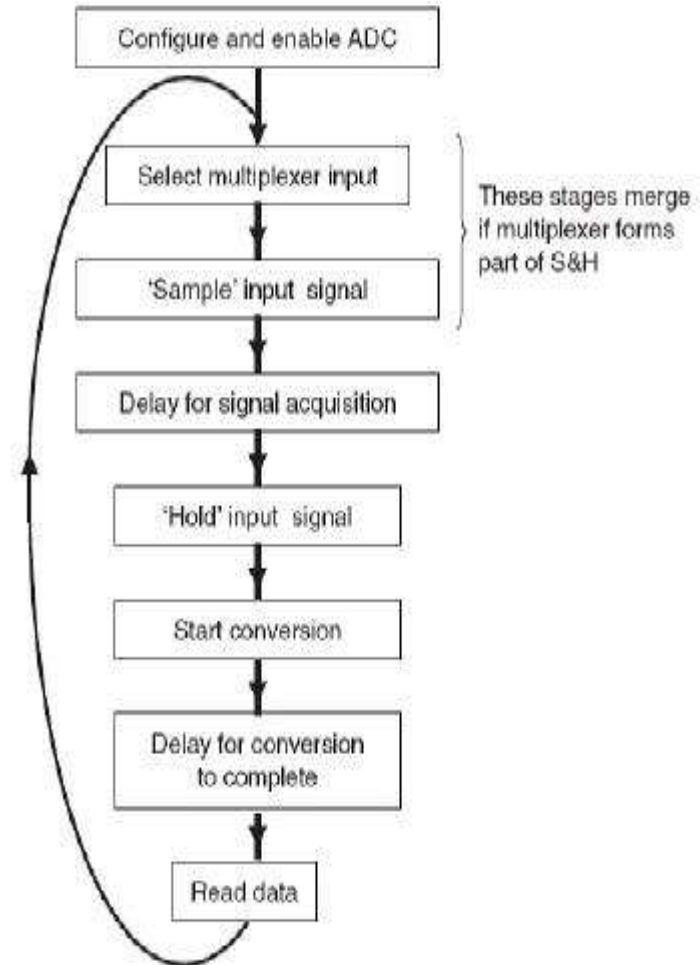 Configure and enable ADC
Select multiplexer input
These stages merge
if multiplexer forms
part of S&H
‘Sample’ input signal
Delay for signal acquisition
‘Hold’ input signal
Start conversion
Delay for conversion
to complete
Read data